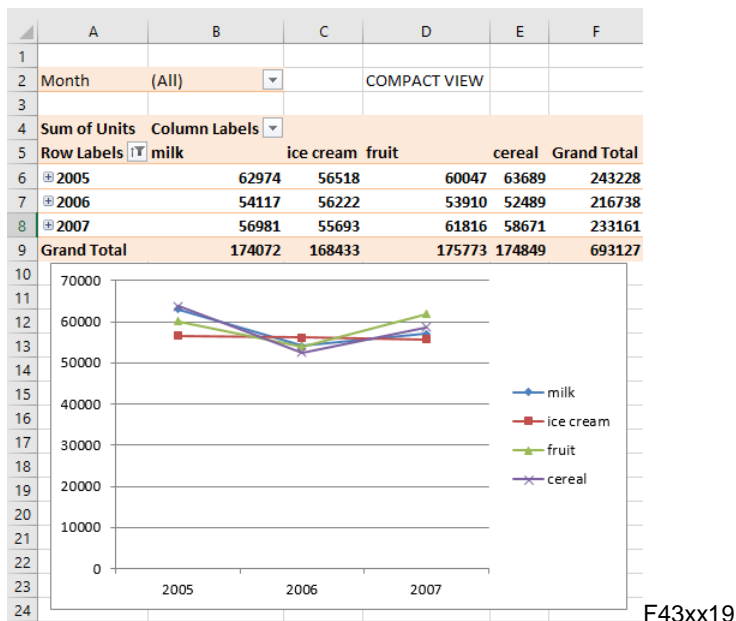 A B C D E F
1
2 Month (All) COMPACT VIEW
3
4 Sum of Units Column Labels
5 Row Labels milk ice cream fruit cereal Grand Total
6 2005 62974 56518 60047 63689 243228
7 2006 54117 56222 53910 52489 216738
8 2007 56981 55693 61816 58671 233161
9 Grand Total 174072 168433 175773 174849 693127
10 70000
11
12 60000
13
14 50000
15 milk
16 40000 ice cream
17 30000 fruit
18
19 20000 cereal
20
21 10000
22 0
23 2005 2006 2007
24 F43xx19